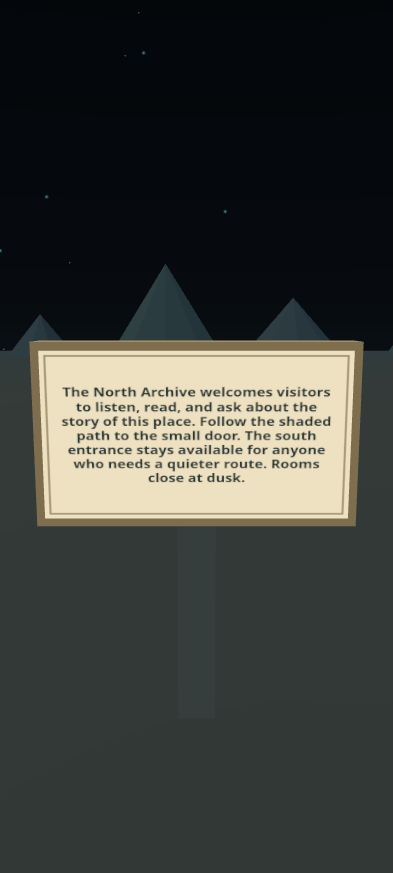 The North Archive welcomes visitors
to listen, read, and ask about the
story of this place. Follow the shaded
path to the small door. The south
entrance stays available for anyone
who needs a quieter route. Rooms
close at dusk.